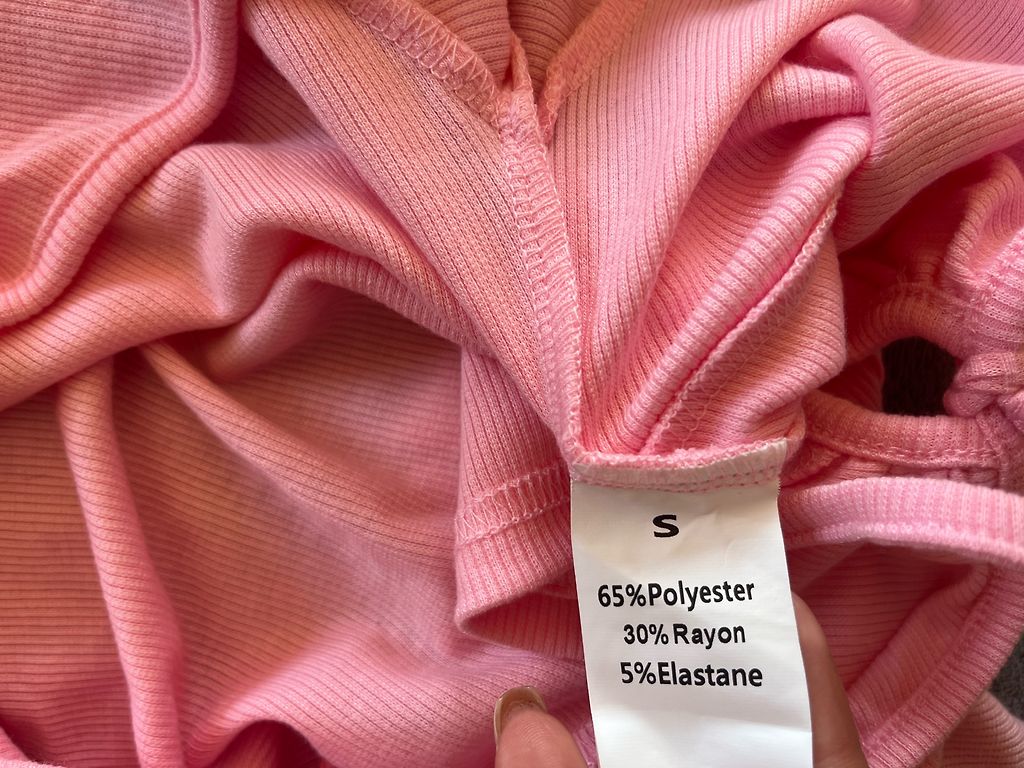 S
65%Polyester
30% Rayon
5%Elastane